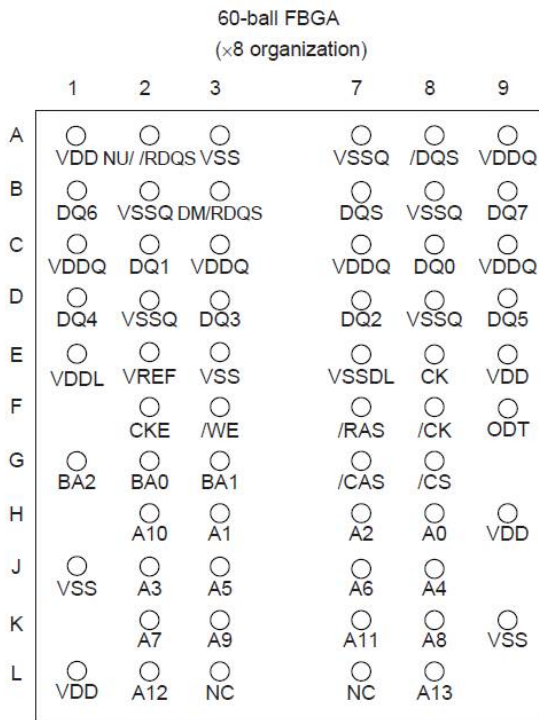 60-ball FBGA
(×8 organization)
1 2 3 7 8 9
A
VDD NU/ /RDQS VSS VSSQ /DQS VDDQ
B
DQ6 VSSQ DM/RDQS DQS VSSQ DQ7
C
VDDQ DQ1 VDDQ VDDQ DQ0 VDDQ
D
DQ4 VSSQ DQ3 DQ2 VSSQ DQ5
E
VDDL VREF VSS VSSDL CK VDD
F
CKE /WE /RAS /CK ODT
G
BA2 BA0 BA1 /CAS /CS
H
A10 A1 A2 A0 VDD
J
VSS A3 A5 A6 A4
K
A7 A9 A11 A8 VSS
L
VDD A12 NC NC A13